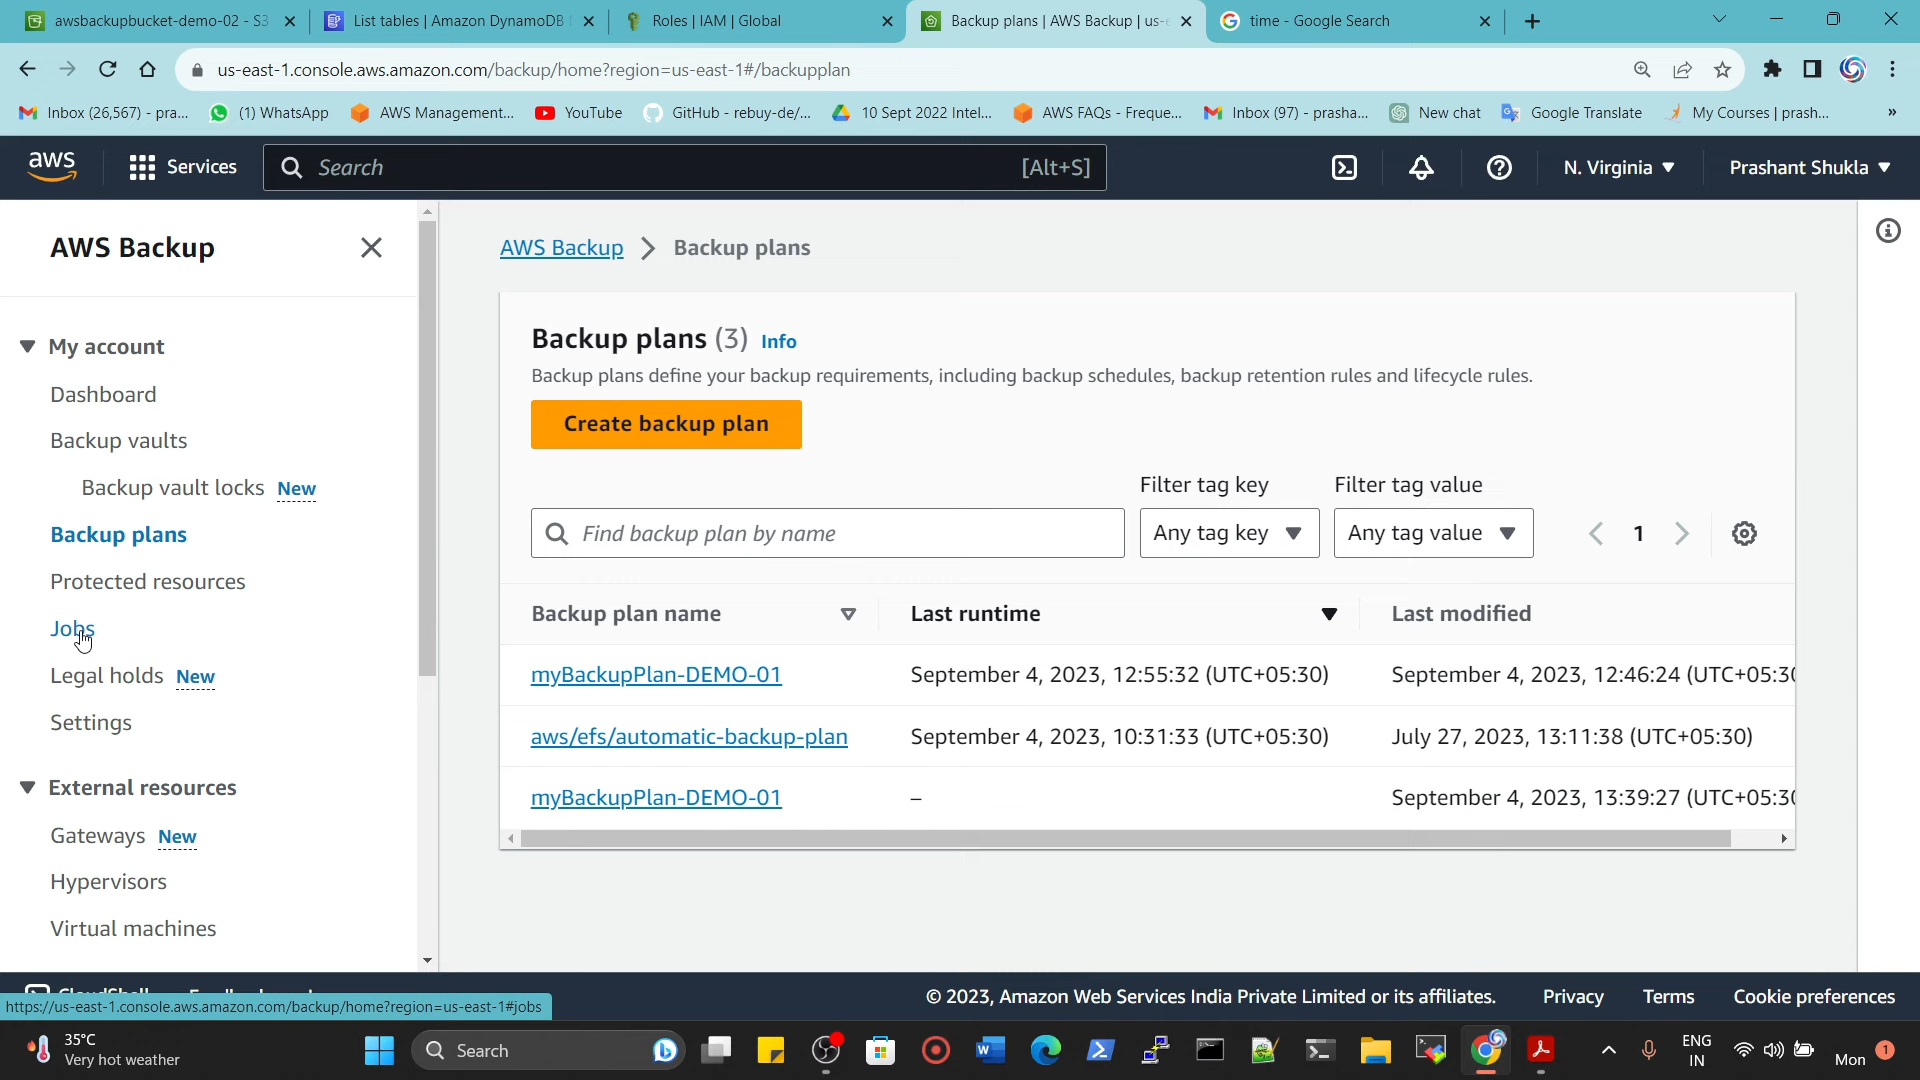 awsbackupbucket-demo-02 - S3
List tables | Amazon DynamoDB
Roles | IAM | Global
Backup plans | AWS Backup | us-e
time - Google Search
us-east-1.console.aws.amazon.com/backup/home?region=us-east-1#/backupplan
Inbox (26,567) - pra...
(1) WhatsApp
AWS Management...
YouTube
GitHub - rebuy-de/...
10 Sept 2022 Intel...
AWS FAQs - Freque...
Inbox (97) - prasha...
New chat
Google Translate
My Courses | prash...
»
aws
Services
Search
[Alt+S]
N. Virginia
Prashant Shukla
AWS Backup
My account
Dashboard
Backup vaults
Backup vault locks New
Backup plans
Protected resources
Jobs
Legal holds New
Settings
External resources
Gateways New
Hypervisors
Virtual machines
AWS Backup > Backup plans
Backup plans (3) Info
Backup plans define your backup requirements, including backup schedules, backup retention rules and lifecycle rules.
Create backup plan
Filter tag key
Filter tag value
Find backup plan by name
Any tag key
Any tag value
1
Backup plan name
Last runtime
Last modified
myBackupPlan-DEMO-01
September 4, 2023, 12:55:32 (UTC+05:30)
September 4, 2023, 12:46:24 (UTC+05:30
aws/efs/automatic-backup-plan
September 4, 2023, 10:31:33 (UTC+05:30)
July 27, 2023, 13:11:38 (UTC+05:30)
myBackupPlan-DEMO-01
–
September 4, 2023, 13:39:27 (UTC+05:30
https://us-east-1.console.aws.amazon.com/backup/home?region=us-east-1#jobs
© 2023, Amazon Web Services India Private Limited or its affiliates.
Privacy
Terms
Cookie preferences
35°C
Very hot weather
Search
ENG
IN
Mon
1